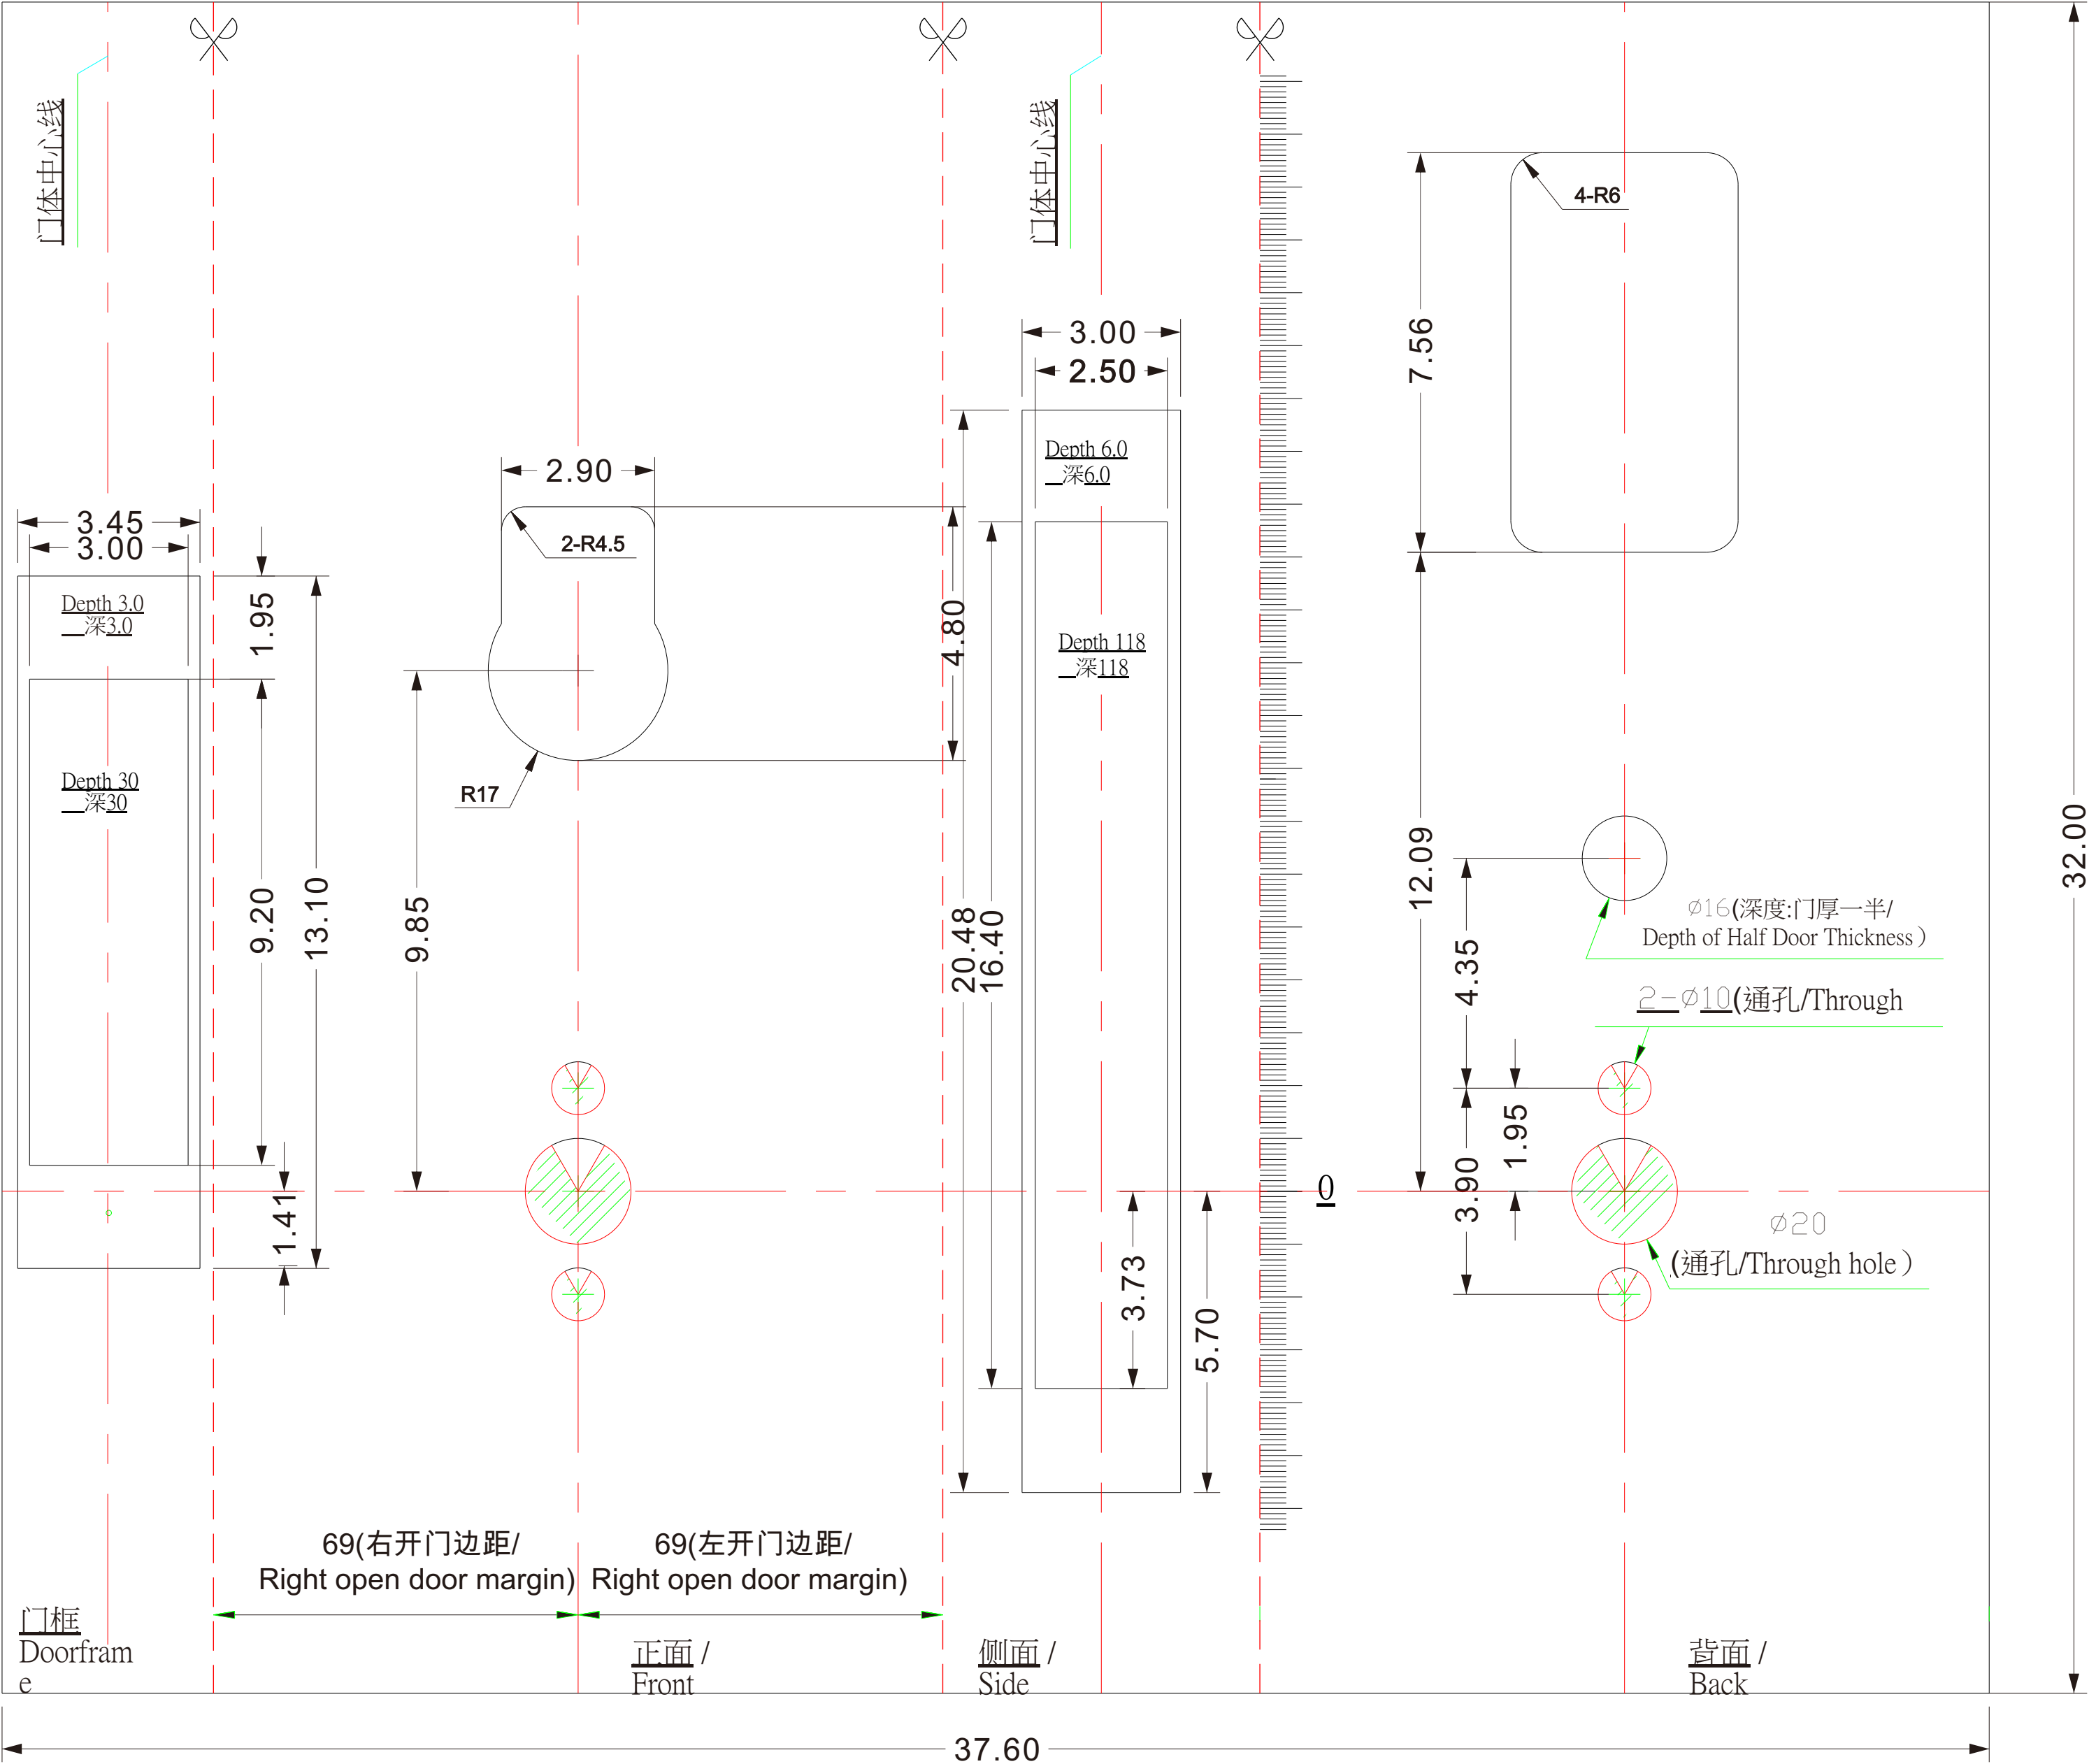 门体中心线
3.45
3.00
Depth 3.0
深3.0
1.95
Depth 30
深30
9.20
13.10
1.41
门框
Doorfram
e
2.90
2-R4.5
4.80
R17
9.85
69(右开门边距/
Right open door margin)
69(左开门边距/
Right open door margin)
正面 /
Front
门体中心线
3.00
2.50
Depth 6.0
深6.0
Depth 118
深118
20.48
16.40
3.73
5.70
侧面 /
Side
0
4-R6
7.56
12.09
ø16(深度:门厚一半/
Depth of Half Door Thickness）
4.35
2-ø10(通孔/Through
1.95
3.90
ø20
(通孔/Through hole）
背面 /
Back
32.00
37.60